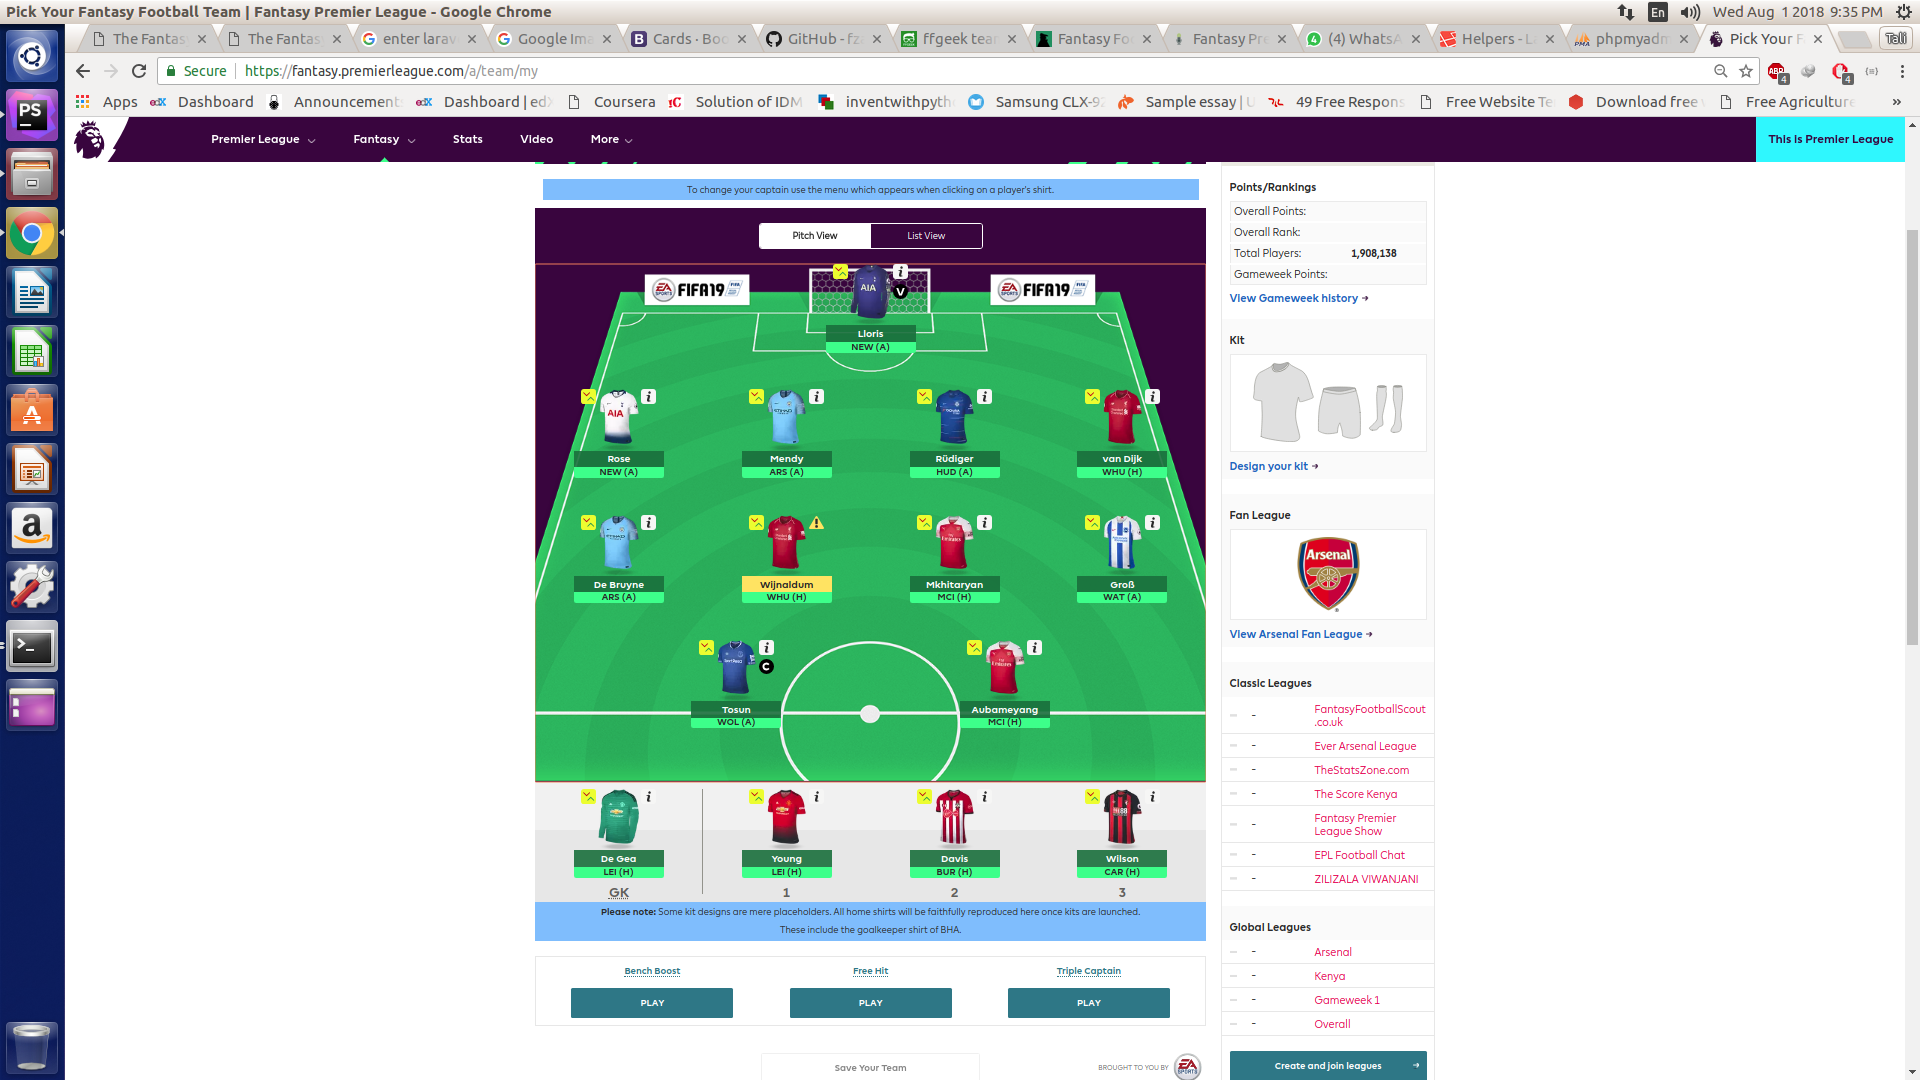 Pick Your Fantasy Football Team | Fantasy Premier League - Google Chrome
En
Wed Aug 1 2018 9:35 PM
The Fantas
The Fantas
enter larav
Google Ima
Cards · Boo
GitHub - fz
ffgeek tear
Fantasy Fo
Fantasy Pre
(4) WhatsA
Helpers - L
phpmyadm
Pick Your F
Tali
Secure
https://fantasy.premierleague.com/a/team/my
Apps
Dashboard
Announcement
Dashboard | edX
Coursera
Solution of IDM
inventwithpyth
Samsung CLX-92
Sample essay | U
49 Free Respons
Free Website Te
Download free
Free Agriculture
»
Premier League
Fantasy
Stats
Video
More
This is Premier League
To change your captain use the menu which appears when clicking on a player's shirt.
Pitch View
List View
EA SPORTS FIFA19
EA SPORTS FIFA19
AIA
V
Lloris
NEW (A)
AIA
Rose
NEW (A)
Mendy
ARS (A)
Rüdiger
HUD (A)
van Dijk
WHU (H)
De Bruyne
ARS (A)
Wijnaldum
WHU (H)
Mkhitaryan
MCI (H)
Groß
WAT (A)
C
Tosun
WOL (A)
Aubameyang
MCI (H)
De Gea
LEI (H)
GK
Young
LEI (H)
1
Davis
BUR (H)
2
Wilson
CAR (H)
3
Please note: Some kit designs are mere placeholders. All home shirts will be faithfully reproduced here once kits are launched.
These include the goalkeeper shirt of BHA.
Bench Boost
Free Hit
Triple Captain
PLAY
PLAY
PLAY
Save Your Team
BROUGHT TO YOU BY
EA SPORTS
Points/Rankings
Overall Points:
Overall Rank:
Total Players: 1,908,138
Gameweek Points:
View Gameweek history
Kit
Design your kit
Fan League
Arsenal
View Arsenal Fan League
Classic Leagues
- FantasyFootballScout
.co.uk
- Ever Arsenal League
- TheStatsZone.com
- The Score Kenya
- Fantasy Premier
League Show
- EPL Football Chat
- ZILIZALA VIWANJANI
Global Leagues
- Arsenal
- Kenya
- Gameweek 1
- Overall
Create and join leagues